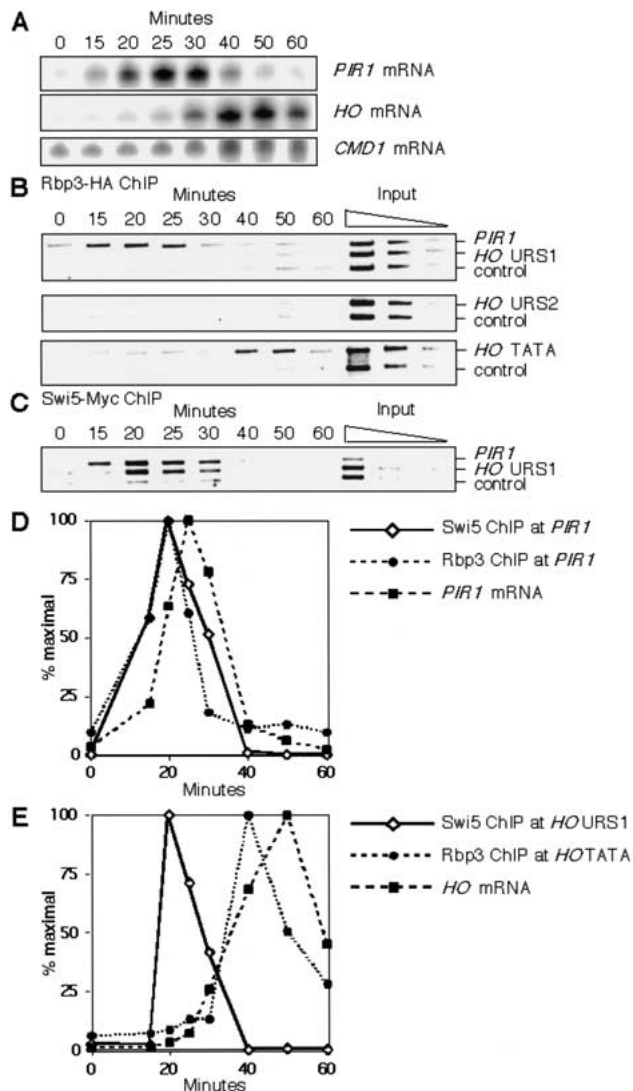 A
Minutes
0 15 20 25 30 40 50 60
PIR1 mRNA
HO mRNA
CMD1 mRNA
B Rbp3-HA ChIP
Minutes
Input
0 15 20 25 30 40 50 60
PIR1
HO URS1
control
HO URS2
control
HO TATA
control
C Swi5-Myc ChIP
Minutes
Input
0 15 20 25 30 40 50 60
PIR1
HO URS1
control
D
100
75
50
25
0
% maximal
0 20 40 60
Minutes
Swi5 ChIP at PIR1
Rbp3 ChIP at PIR1
PIR1 mRNA
E
100
75
50
25
0
% maximal
0 20 40 60
Minutes
Swi5 ChIP at HO URS1
Rbp3 ChIP at HO TATA
HO mRNA